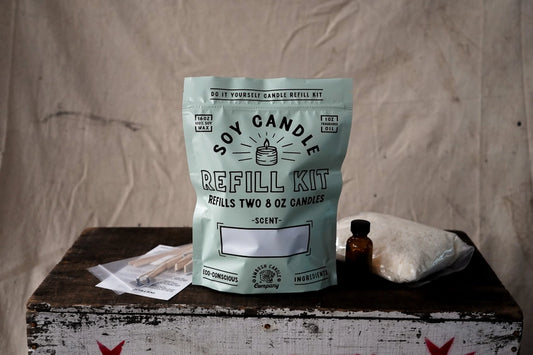 DO IT YOURSELF CANDLE REFILL KIT
16 OZ
WAX
1 OZ
FRAGRANCE
OIL
SOY CANDLE
REFILL KIT
REFILLS TWO 8 OZ CANDLES
-SCENT-
ECO-CONSCIOUS
INGREDIENTS
CANDLE
Company